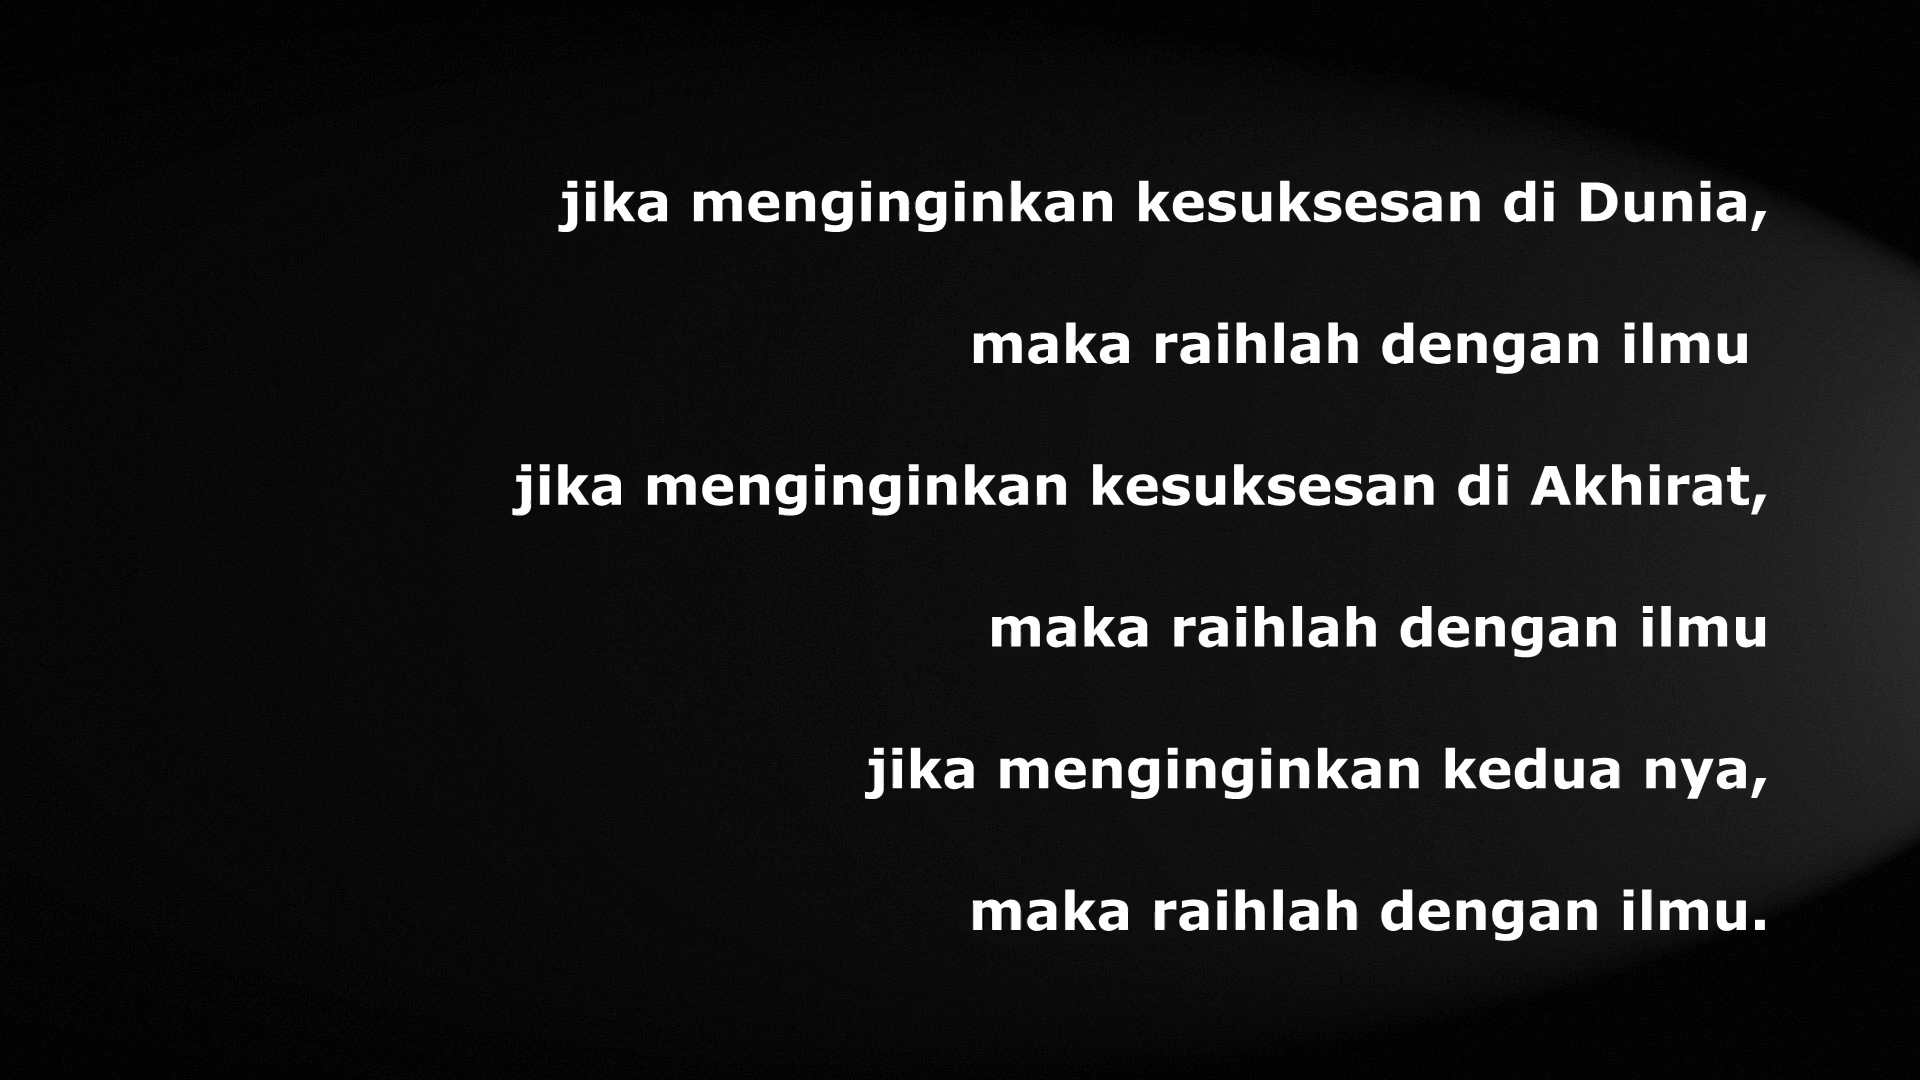 jika menginginkan kesuksesan di Dunia,
maka raihlah dengan ilmu
jika menginginkan kesuksesan di Akhirat,
maka raihlah dengan ilmu
jika menginginkan kedua nya,
maka raihlah dengan ilmu.